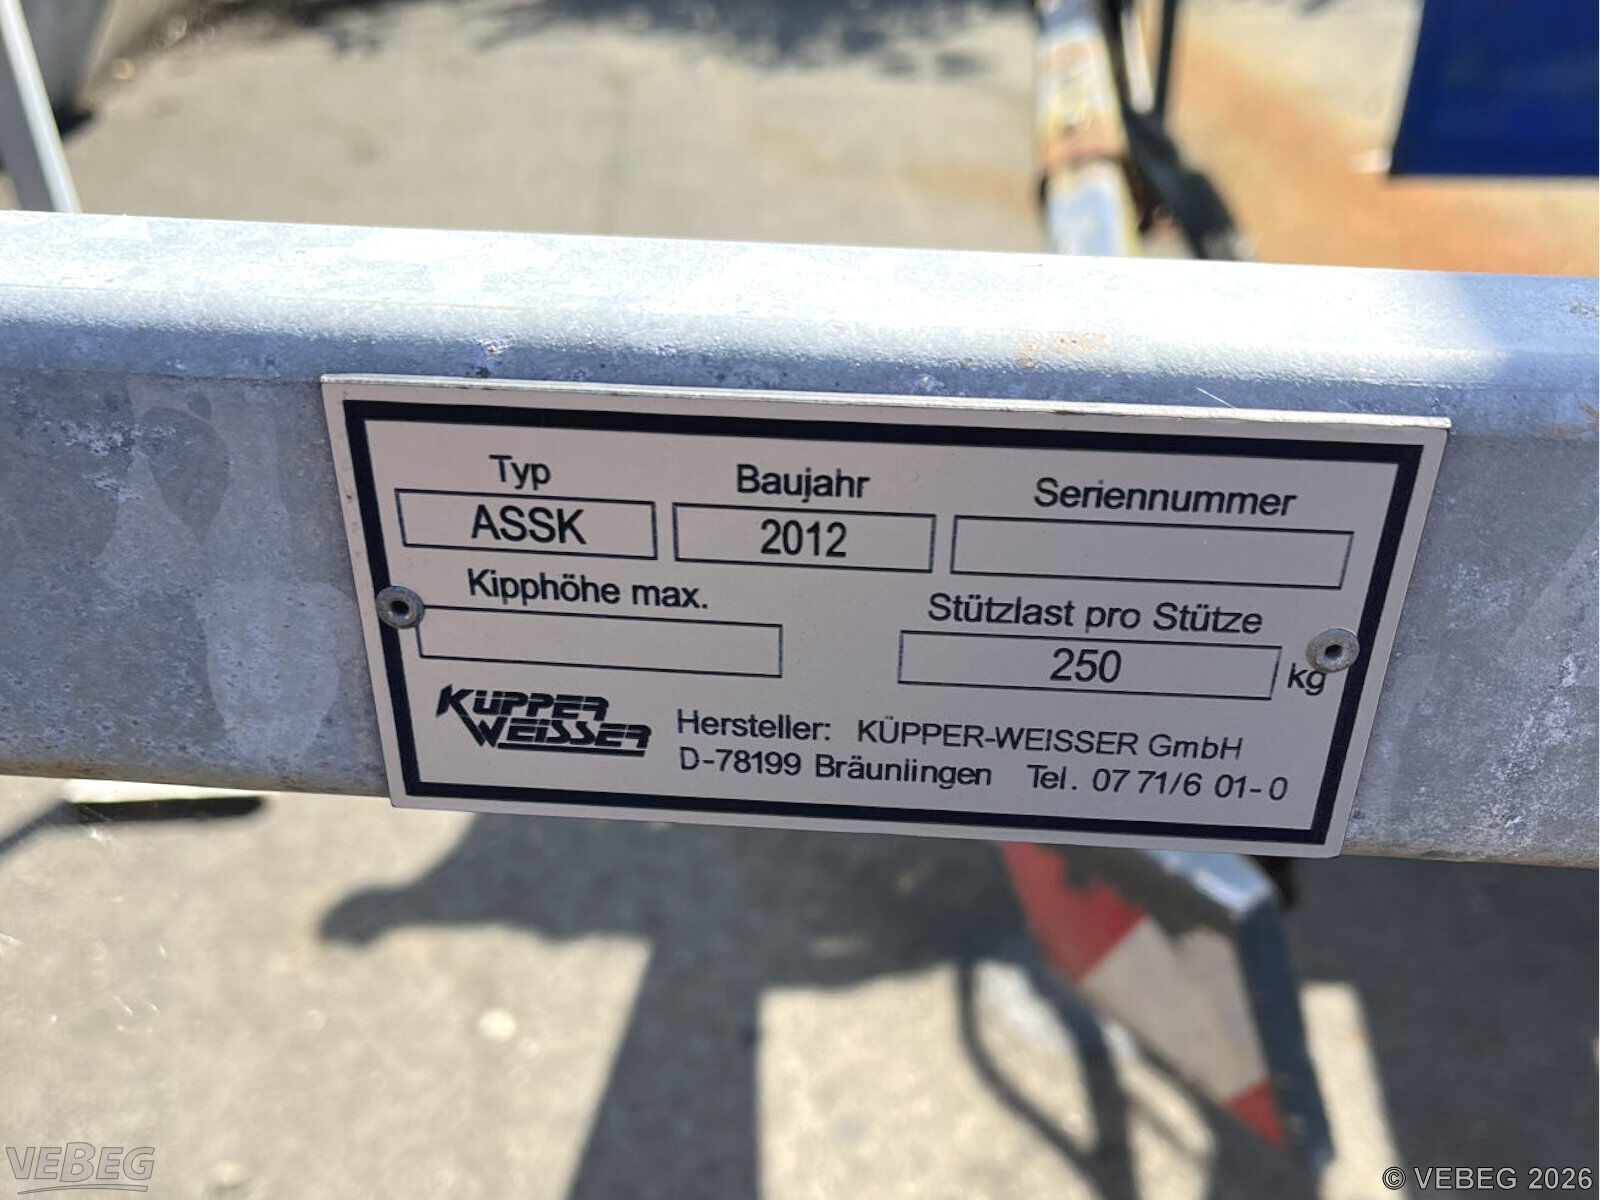 Typ Baujahr Seriennummer
ASSK 2012
Kipphöhe max. Stützlast pro Stütze
250 kg
KÜPPER
WEISSER
Hersteller: KÜPPER-WEISSER GmbH
D-78199 Bräunlingen Tel. 07 71/6 01-0
VEBEG
© VEBEG 2026